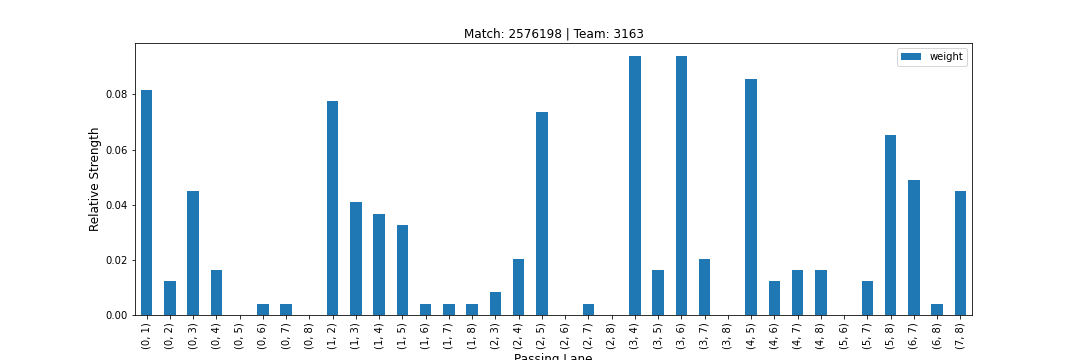 Match: 2576198 | Team: 3163
weight
Relative Strength
0.08
0.06
0.04
0.02
0.00
(0, 1) (0, 2) (0, 3) (0, 4) (0, 5) (0, 6) (0, 7) (0, 8) (1, 2) (1, 3) (1, 4) (1, 5) (1, 6) (1, 7) (1, 8) (2, 3) (2, 4) (2, 5) (2, 6) (2, 7) (2, 8) (3, 4) (3, 5) (3, 6) (3, 7) (3, 8) (4, 5) (4, 6) (4, 7) (4, 8) (5, 6) (5, 7) (5, 8) (6, 7) (6, 8) (7, 8)
Passing Lane